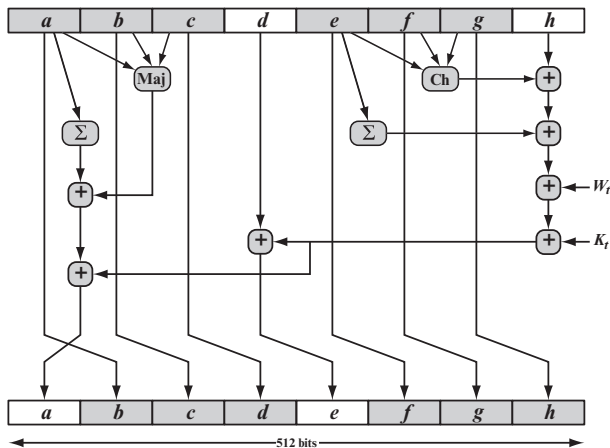 a b c d e f g h
Maj
Ch
+
Σ
Σ
+
+
+
W_t
+
+
K_t
+
a b c d e f g h
512 bits